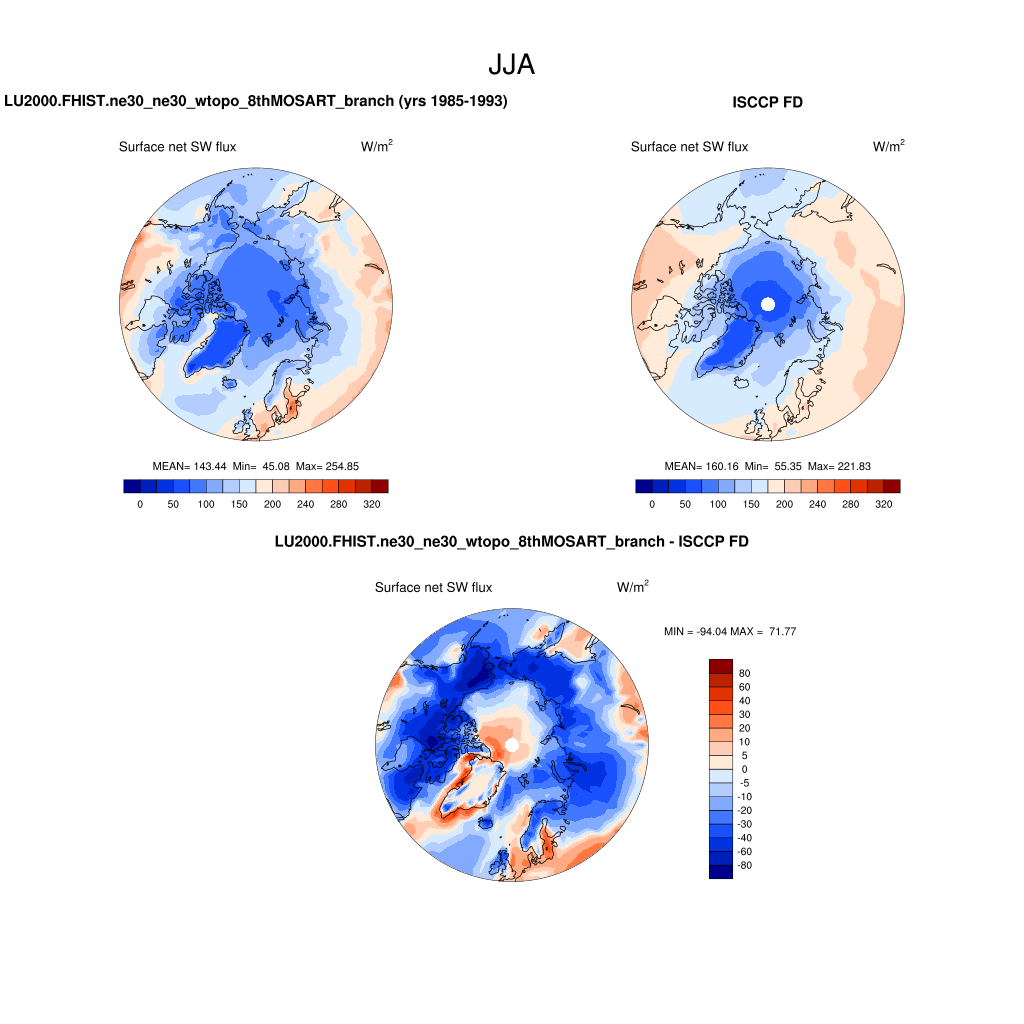 JJA
LU2000.FHIST.ne30_ne30_wtopo_8thMOSART_branch (yrs 1985-1993)
ISCCP FD
Surface net SW flux W/m2
Surface net SW flux W/m2
MEAN= 143.44 Min= 45.08 Max= 254.85
MEAN= 160.16 Min= 55.35 Max= 221.83
0 50 100 150 200 240 280 320
0 50 100 150 200 240 280 320
LU2000.FHIST.ne30_ne30_wtopo_8thMOSART_branch - ISCCP FD
Surface net SW flux W/m2
MIN = -94.04 MAX = 71.77
80
60
40
30
20
10
5
0
-5
-10
-20
-30
-40
-60
-80